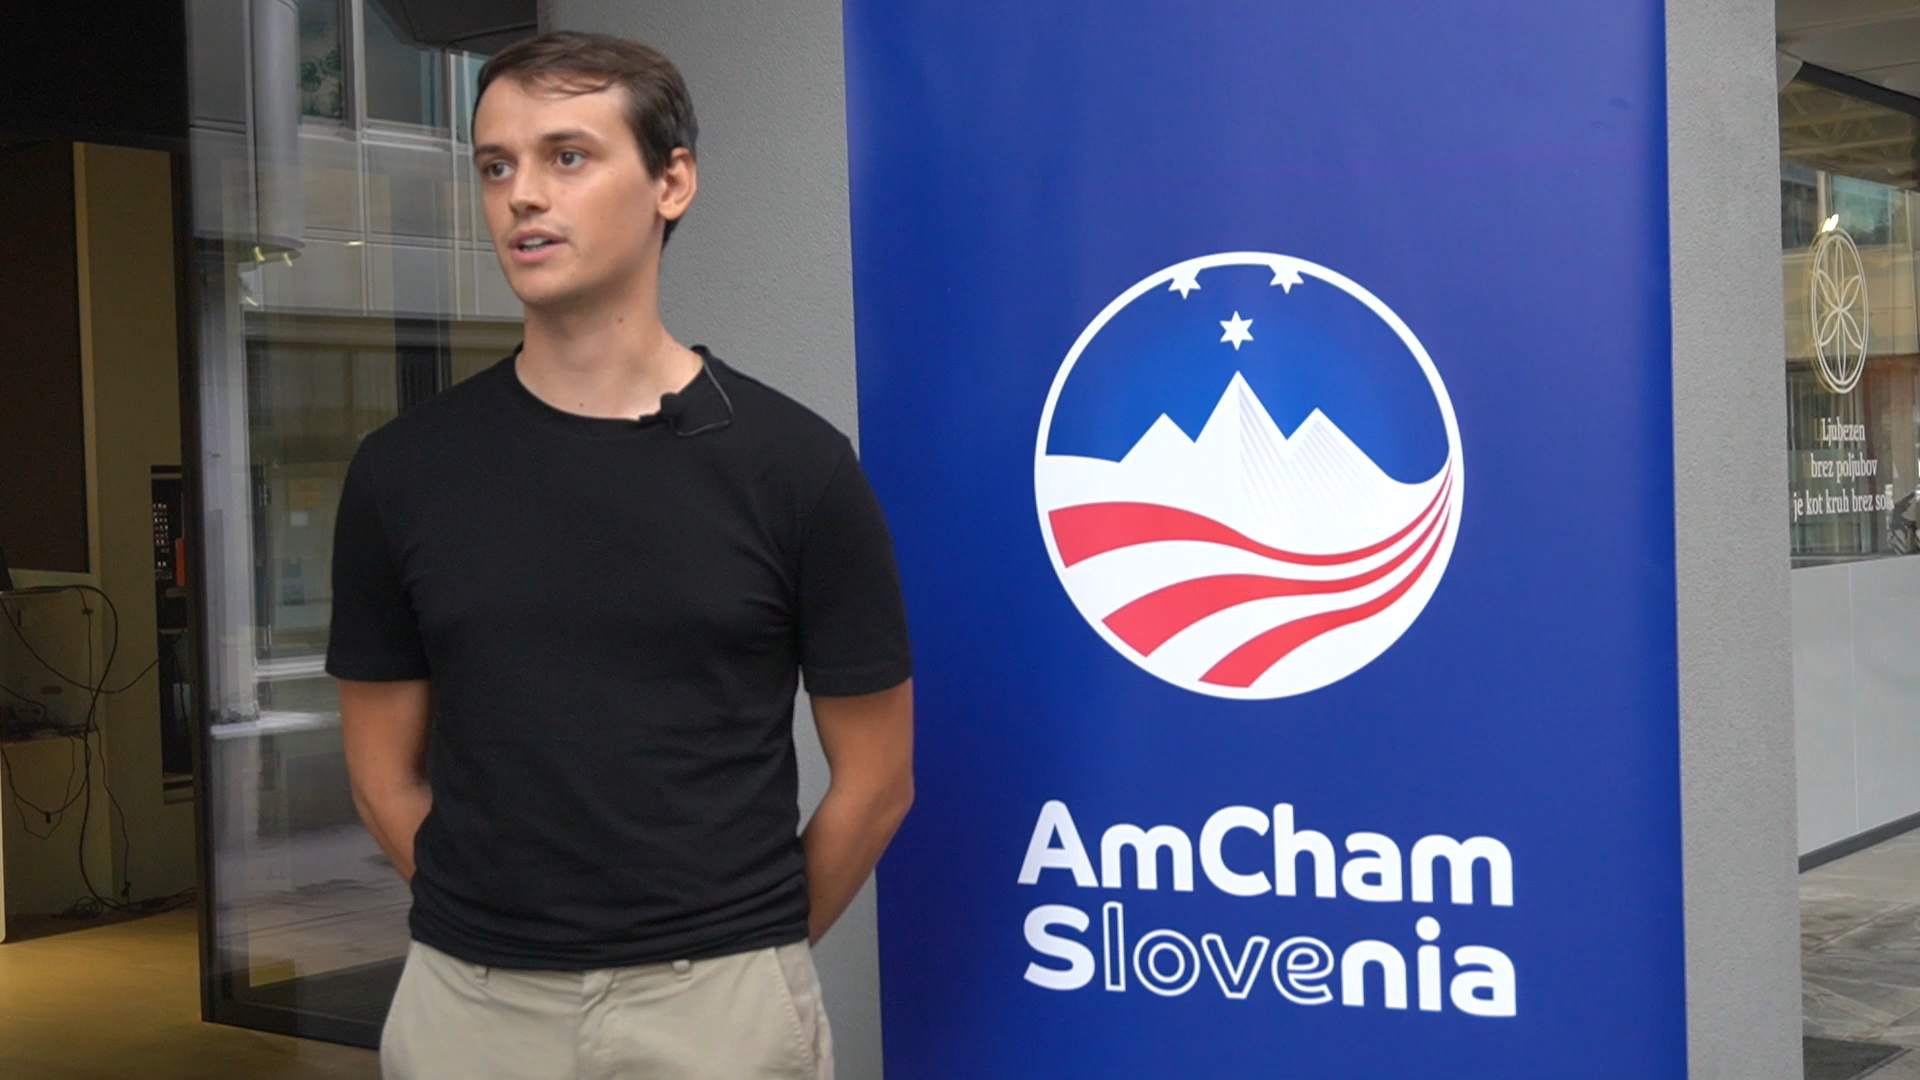 AmCham
Slovenia
Ljubezen
brez poljubov
je kot kruh brez soli